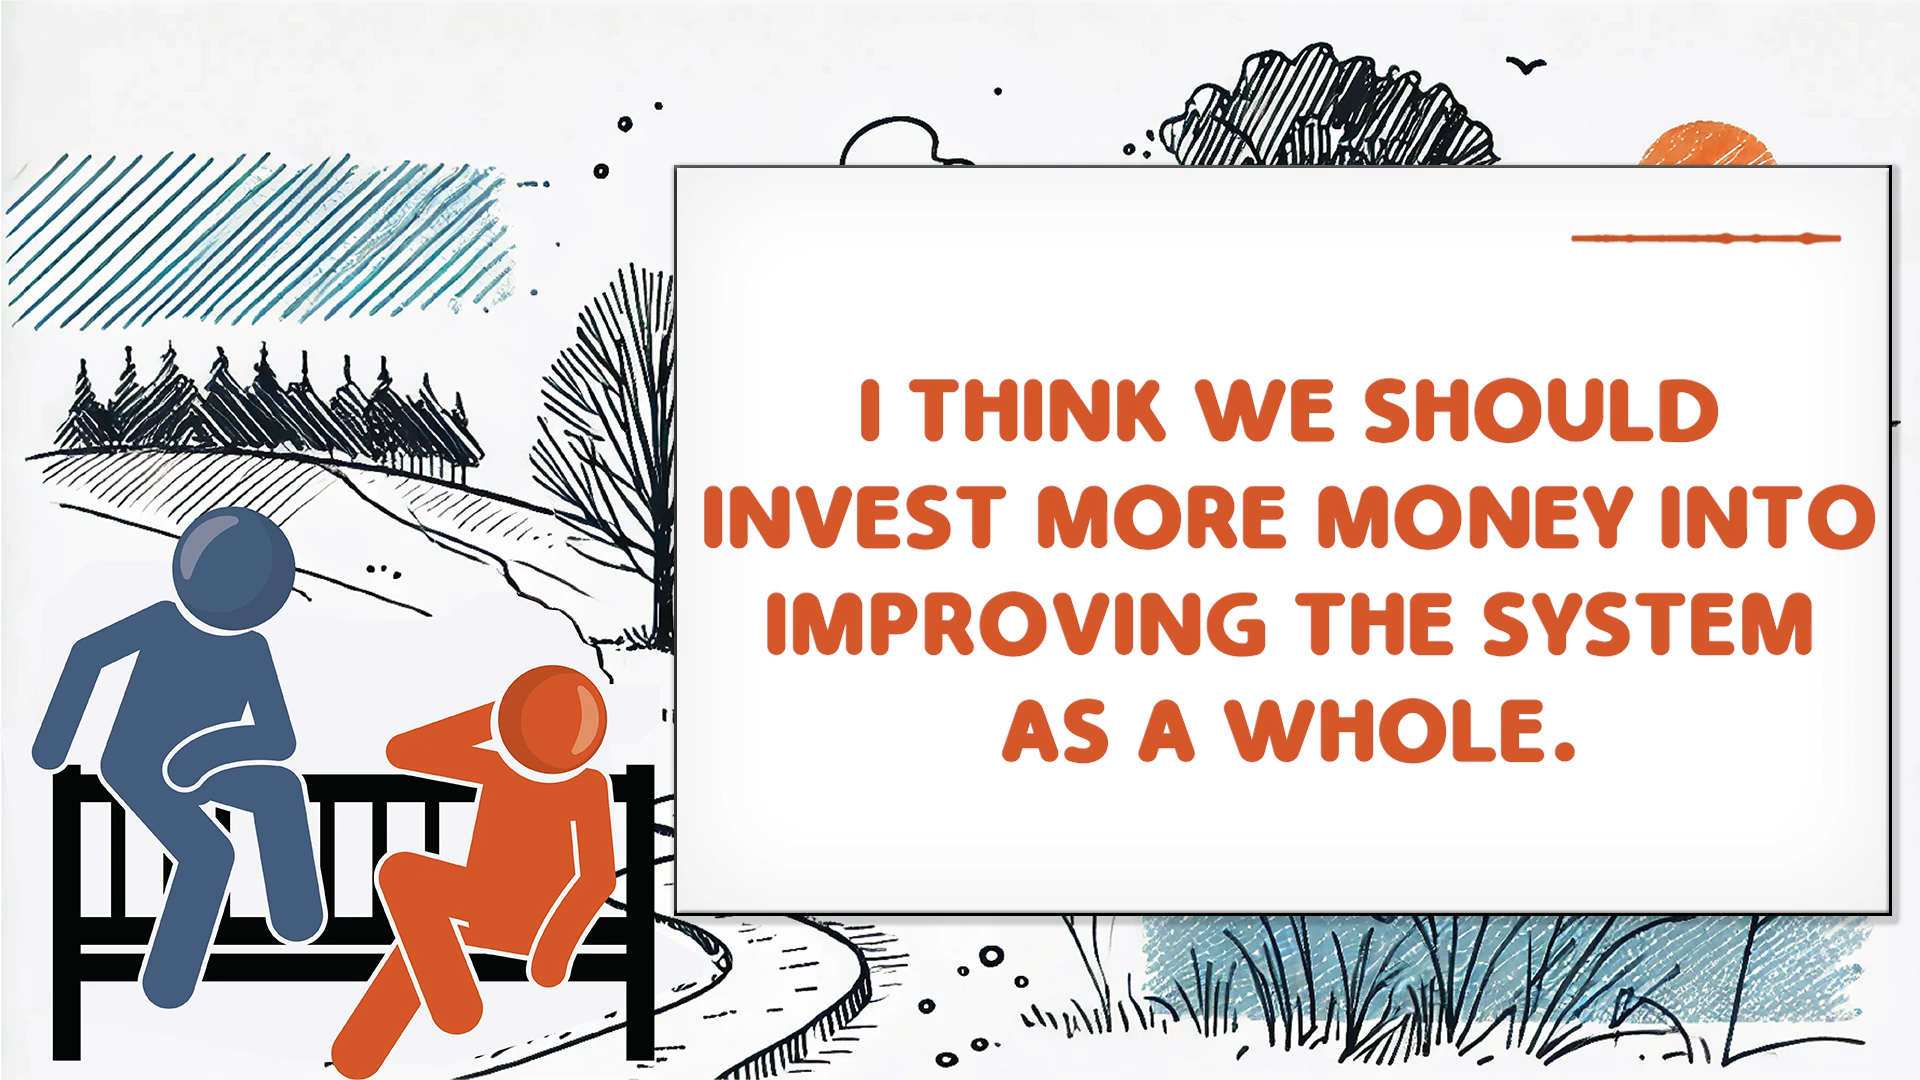 I THINK WE SHOULD
INVEST MORE MONEY INTO
IMPROVING THE SYSTEM
AS A WHOLE.